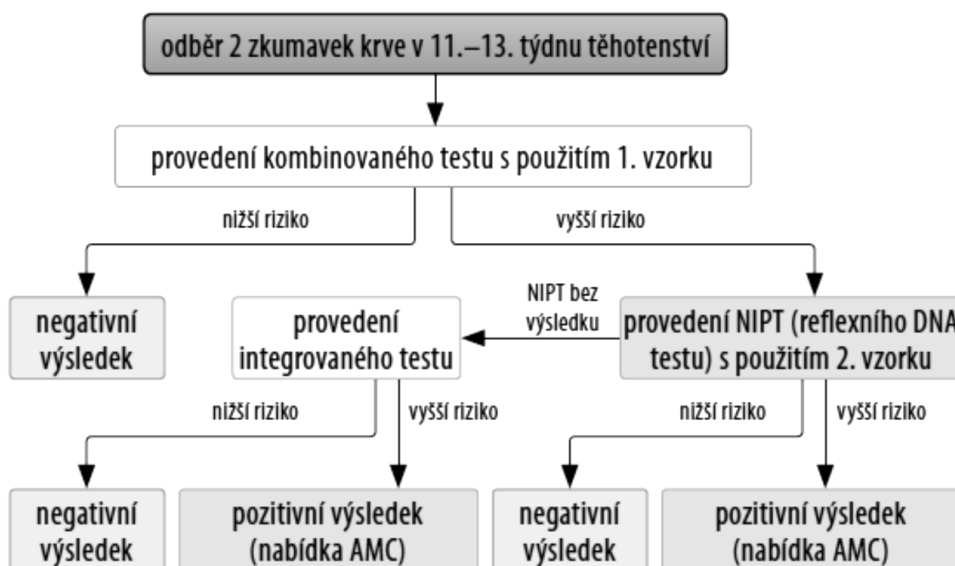 odběr 2 zkumavek krve v 11.–13. týdnu těhotenství
provedení kombinovaného testu s použitím 1. vzorku
nižší riziko
vyšší riziko
negativní
výsledek
provedení
integrovaného testu
NIPT bez
výsledku
provedení NIPT (reflexního DNA
testu) s použitím 2. vzorku
nižší riziko
vyšší riziko
nižší riziko
vyšší riziko
negativní
výsledek
pozitivní výsledek
(nabídka AMC)
negativní
výsledek
pozitivní výsledek
(nabídka AMC)